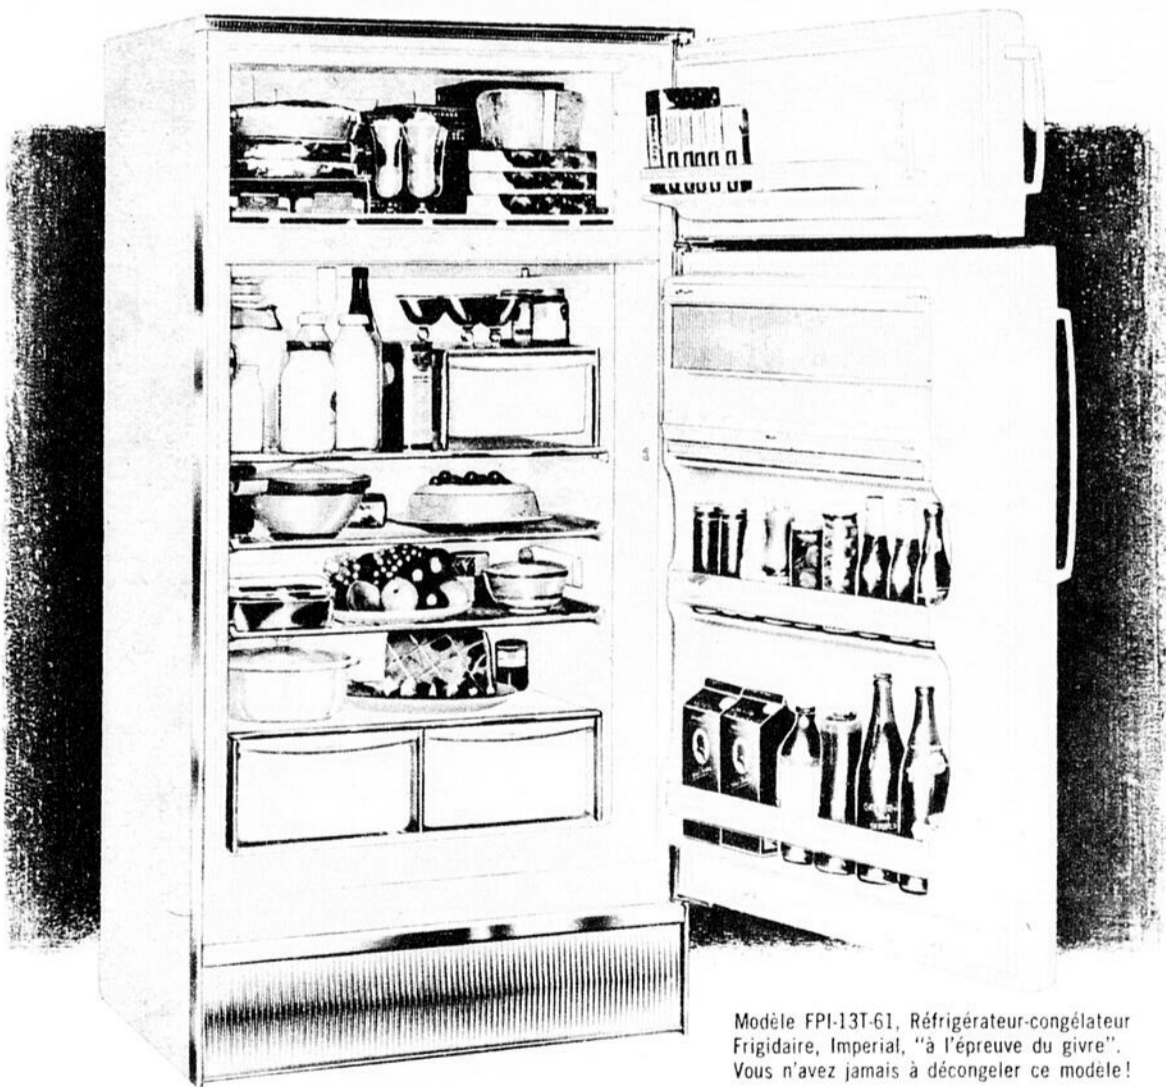 Modèle FPI-13T-61, Réfrigérateur-congélateur
Frigidaire, Imperial, "à l'épreuve du givre".
Vous n'avez jamais à décongeler ce modèle!